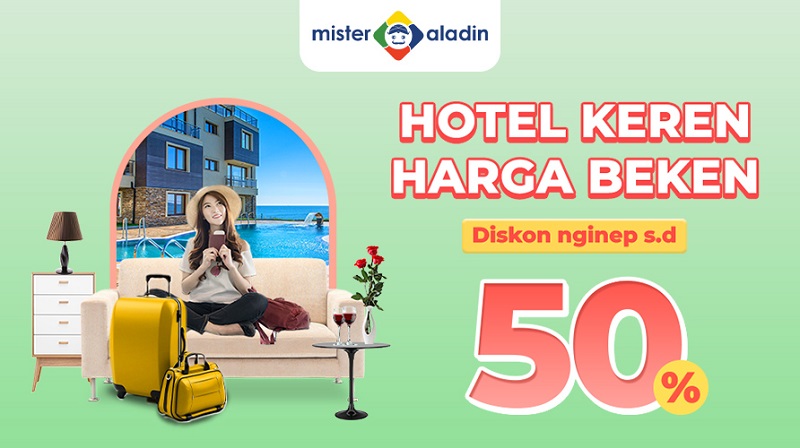 mister aladin
HOTEL KEREN
HARGA BEKEN
Diskon nginep s.d
50%